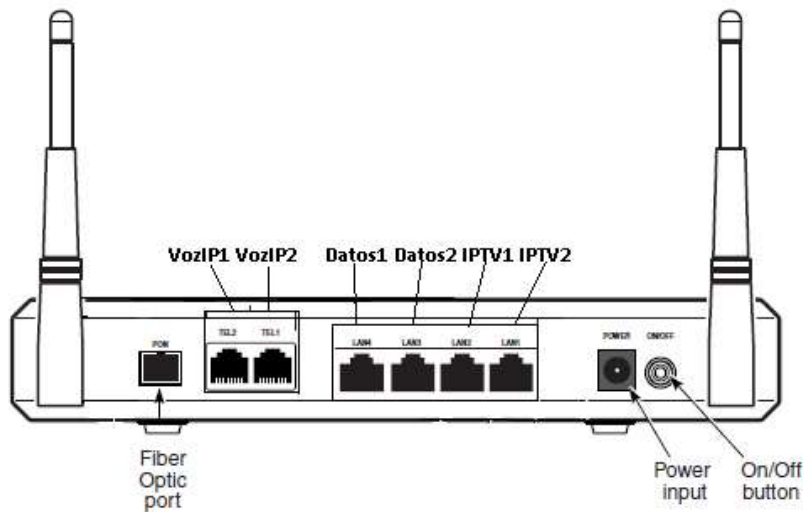 VozIP1 VozIP2 Datos1 Datos2 IPTV1 IPTV2
TEL2 TEL1
PON LAN4 LAN3 LAN2 LAN1 POWER ON/OFF
Fiber
Optic
port
Power
input
On/Off
button